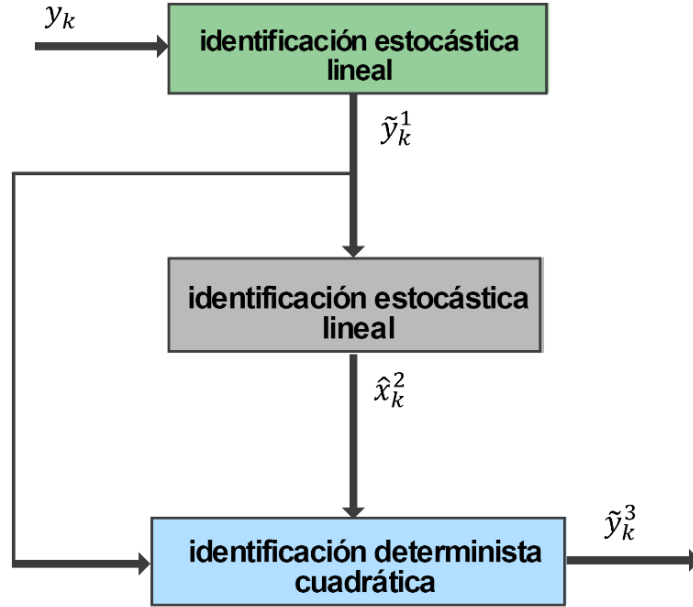 y_k
identificación estocástica
lineal
ỹ_k^1
identificación estocástica
lineal
x̂_k^2
identificación determinista
cuadrática
ỹ_k^3